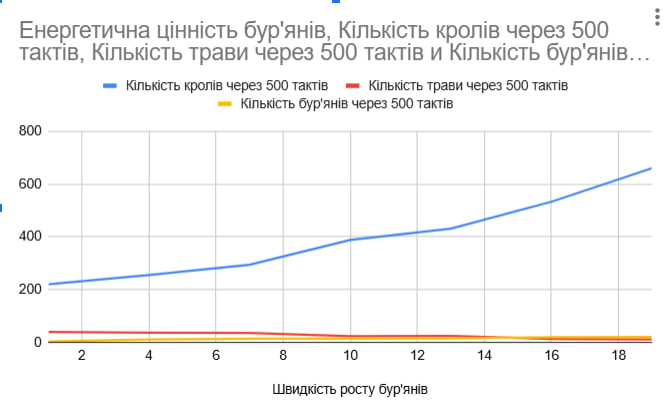 Енергетична цінність бур'янів, Кількість кролів через 500
тактів, Кількість трави через 500 тактів и Кількість бур'янів…
Кількість кролів через 500 тактів Кількість трави через 500 тактів
Кількість бур'янів через 500 тактів
800
600
400
200
0
2 4 6 8 10 12 14 16 18
Швидкість росту бур'янів